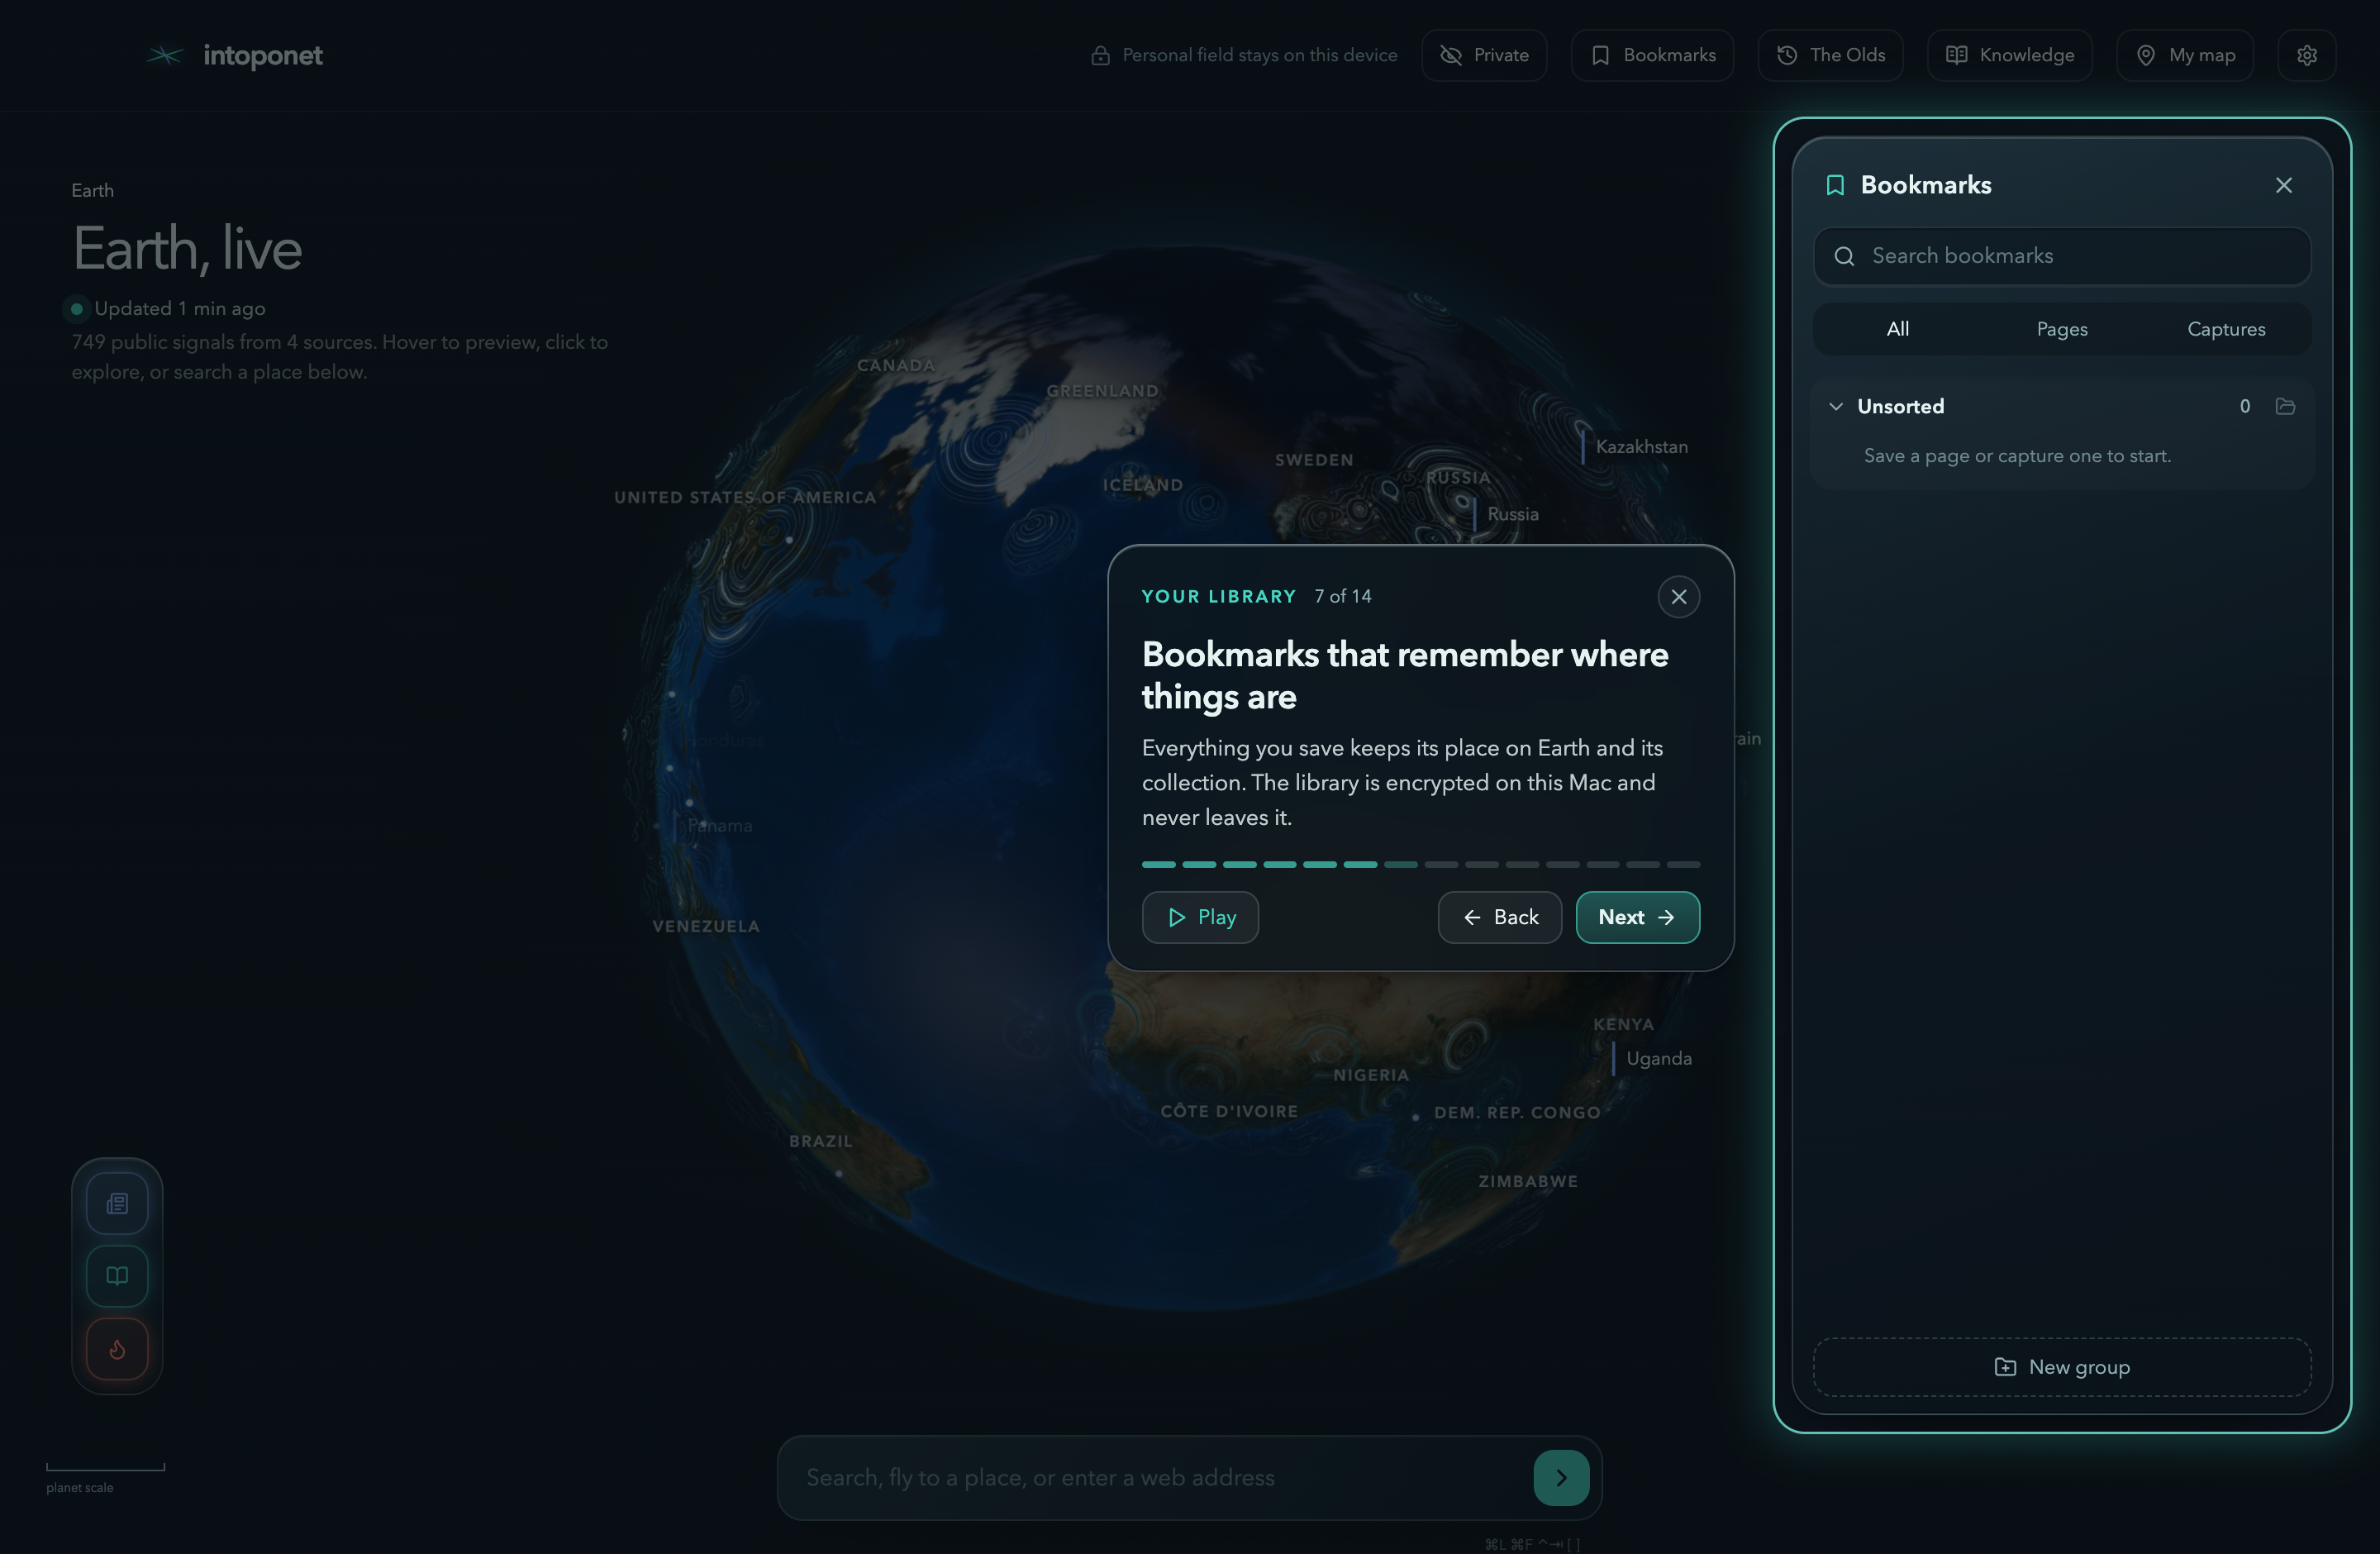 intoponet
Personal field stays on this device
Private
Bookmarks
The Olds
Knowledge
My map
Earth
Earth, live
Updated 1 min ago
749 public signals from 4 sources. Hover to preview, click to
explore, or search a place below.
CANADA
GREENLAND
Kazakhstan
SWEDEN
RUSSIA
ICELAND
UNITED STATES OF AMERICA
Russia
Honduras
rain
Panama
VENEZUELA
KENYA
Uganda
NIGERIA
CÔTE D'IVOIRE
DEM. REP. CONGO
BRAZIL
ZIMBABWE
YOUR LIBRARY 7 of 14
Bookmarks that remember where
things are
Everything you save keeps its place on Earth and its
collection. The library is encrypted on this Mac and
never leaves it.
Play
Back
Next
Bookmarks
Search bookmarks
All
Pages
Captures
Unsorted
0
Save a page or capture one to start.
New group
planet scale
Search, fly to a place, or enter a web address
⌘L ⌘F ^⇥ [ ]